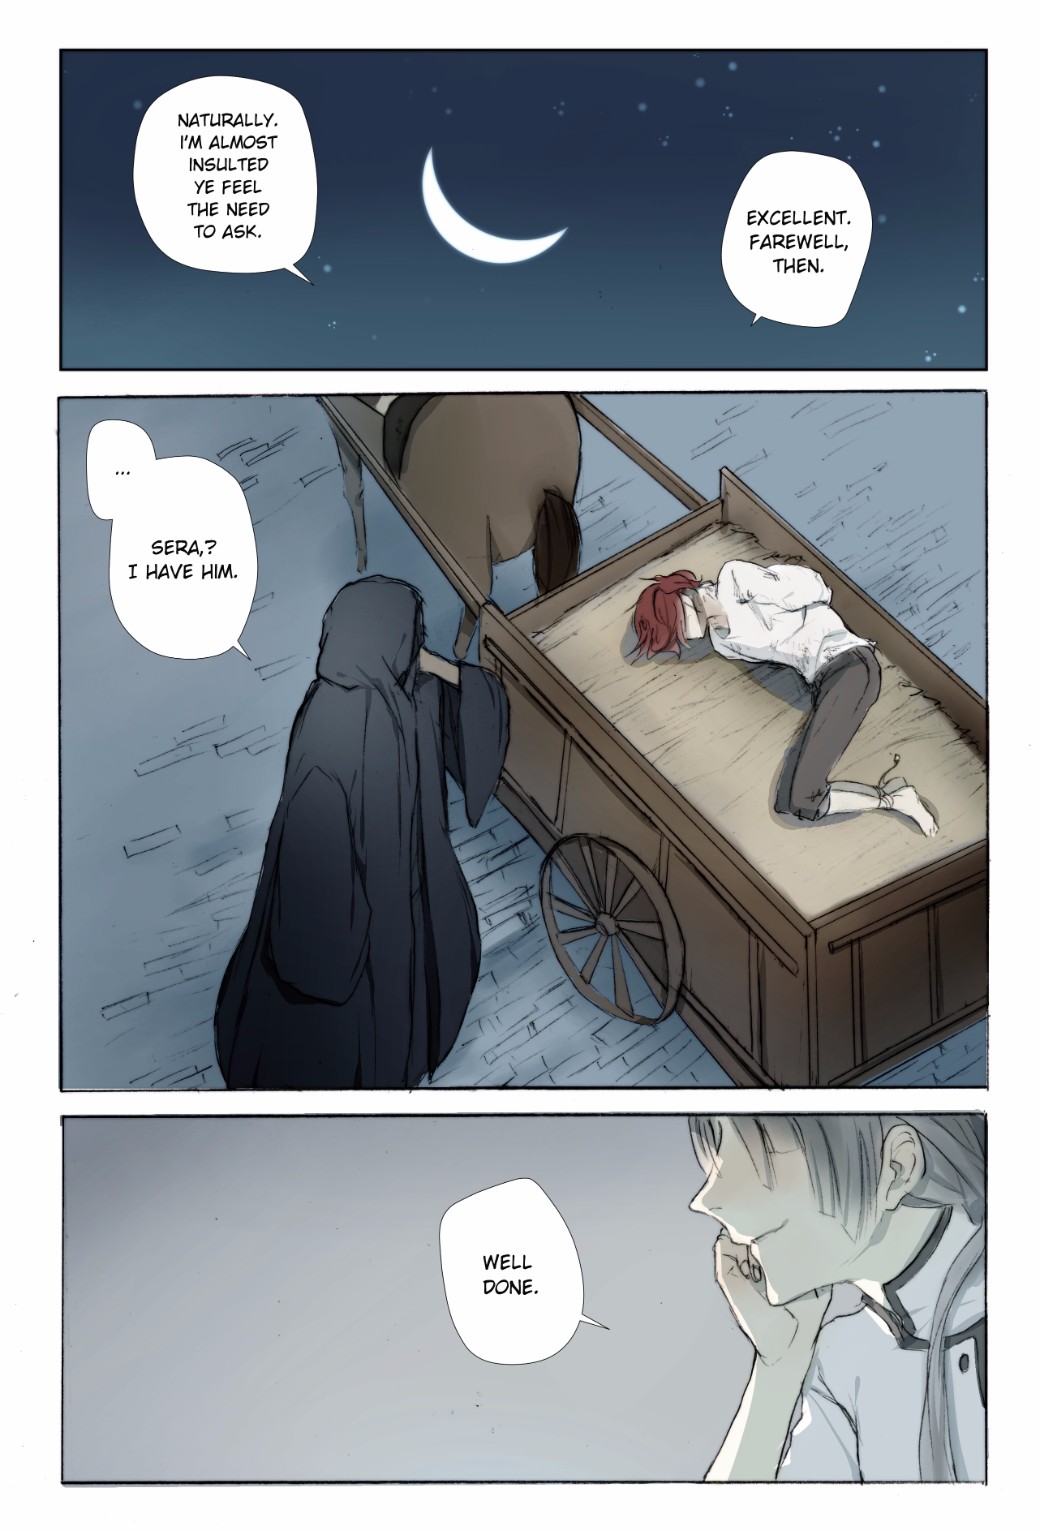 NATURALLY.
I'M ALMOST
INSULTED
YE FEEL
THE NEED
TO ASK.
EXCELLENT.
FAREWELL,
THEN.
...
SERA,?
I HAVE HIM.
WELL
DONE.